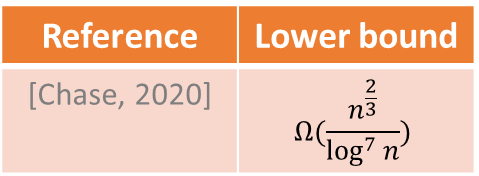 Reference Lower bound
[Chase, 2020] Ω(n^{2/3}/log^7 n)